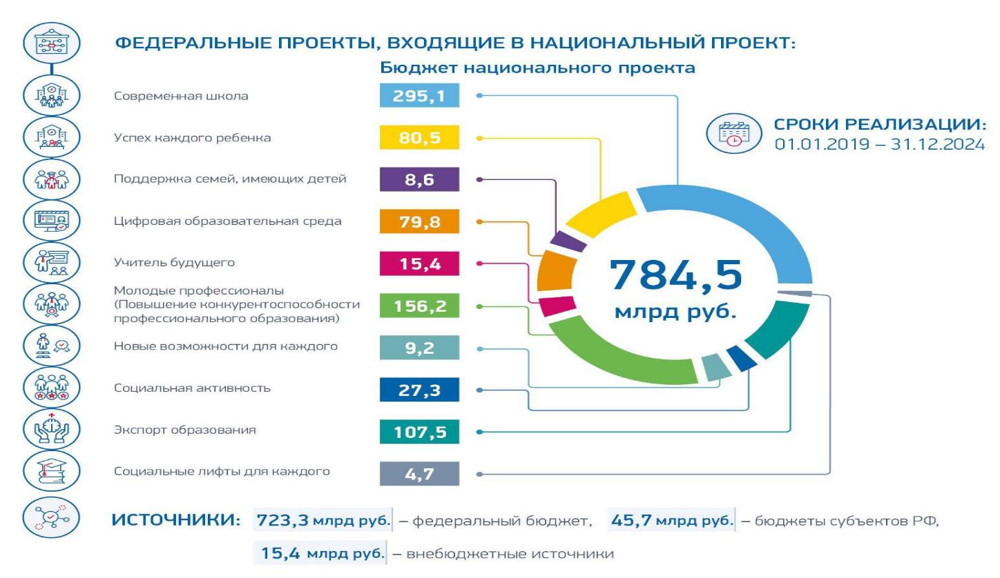 ФЕДЕРАЛЬНЫЕ ПРОЕКТЫ, ВХОДЯЩИЕ В НАЦИОНАЛЬНЫЙ ПРОЕКТ:
Бюджет национального проекта
Современная школа 295,1
СРОКИ РЕАЛИЗАЦИИ:
01.01.2019 – 31.12.2024
Успех каждого ребенка 80,5
Поддержка семей, имеющих детей 8,6
Цифровая образовательная среда 79,8
Учитель будущего 15,4
784,5
млрд руб.
Молодые профессионалы
(Повышение конкурентоспособности 156,2
профессионального образования)
Новые возможности для каждого 9,2
Социальная активность 27,3
Экспорт образования 107,5
Социальные лифты для каждого 4,7
ИСТОЧНИКИ: 723,3 млрд руб. – федеральный бюджет, 45,7 млрд руб. – бюджеты субъектов РФ,
15,4 млрд руб. – внебюджетные источники